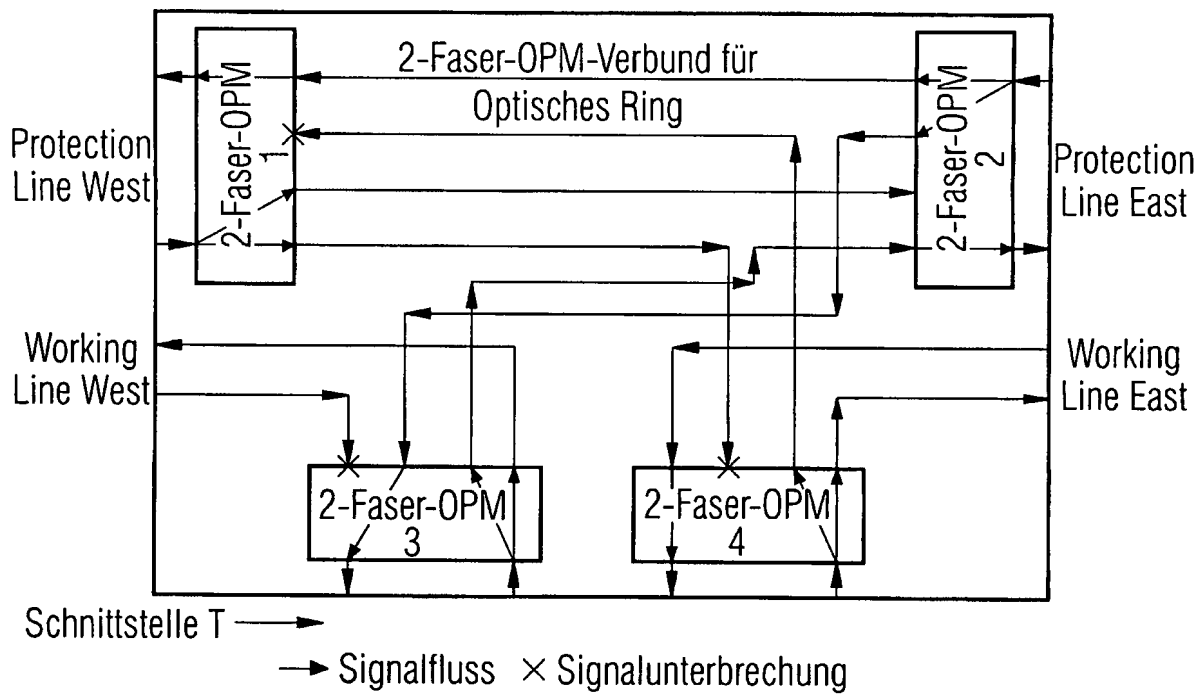 2-Faser-OPM-Verbund für
Optisches Ring
2-Faser-OPM
1
2-Faser-OPM
2
Protection
Line West
Protection
Line East
Working
Line West
Working
Line East
2-Faser-OPM
3
2-Faser-OPM
4
Schnittstelle T
Signalfluss × Signalunterbrechung